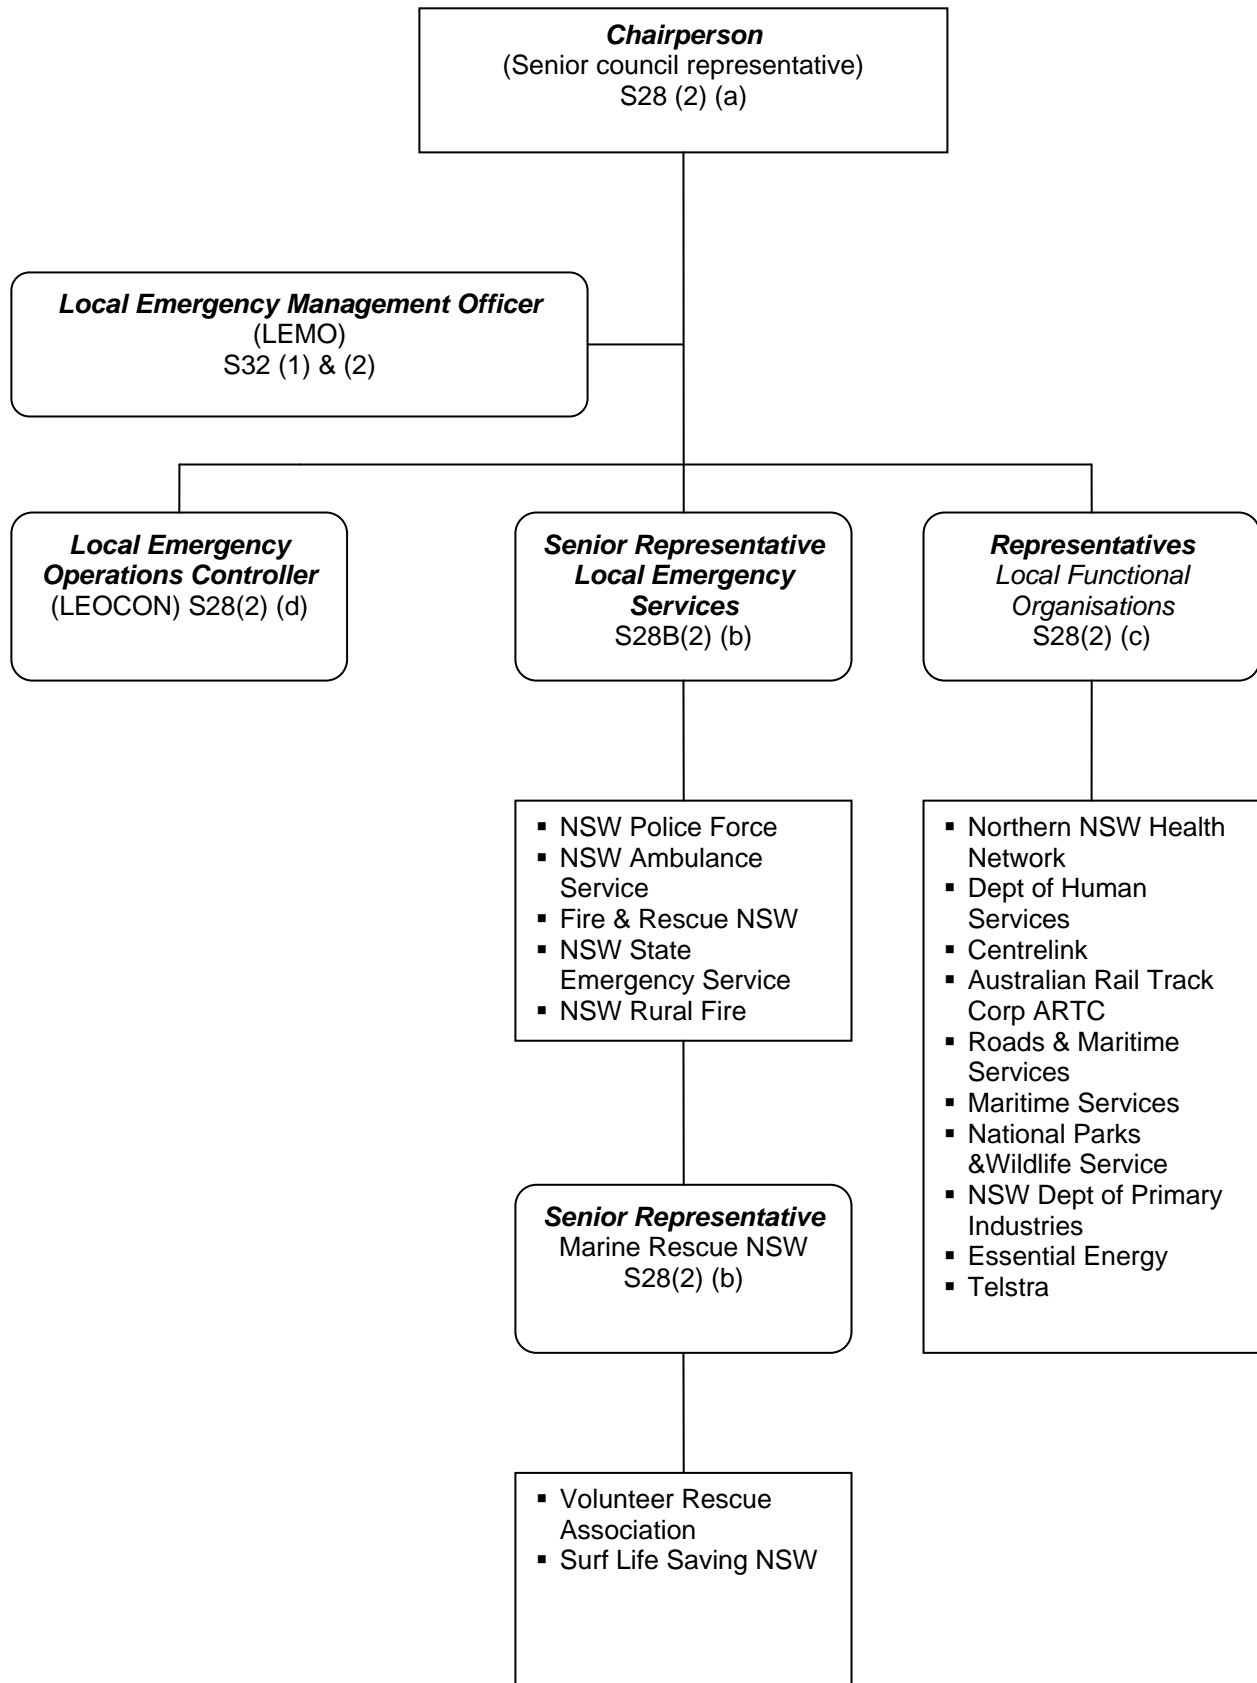 Chairperson
(Senior council representative)
S28 (2) (a)
Local Emergency Management Officer
(LEMO)
S32 (1) & (2)
Local Emergency
Operations Controller
(LEOCON) S28(2) (d)
Senior Representative
Local Emergency
Services
S28B(2) (b)
Representatives
Local Functional
Organisations
S28(2) (c)
▪ NSW Police Force
▪ NSW Ambulance
Service
▪ Fire & Rescue NSW
▪ NSW State
Emergency Service
▪ NSW Rural Fire
▪ Northern NSW Health
Network
▪ Dept of Human
Services
▪ Centrelink
▪ Australian Rail Track
Corp ARTC
▪ Roads & Maritime
Services
▪ Maritime Services
▪ National Parks
&Wildlife Service
▪ NSW Dept of Primary
Industries
▪ Essential Energy
▪ Telstra
Senior Representative
Marine Rescue NSW
S28(2) (b)
▪ Volunteer Rescue
Association
▪ Surf Life Saving NSW